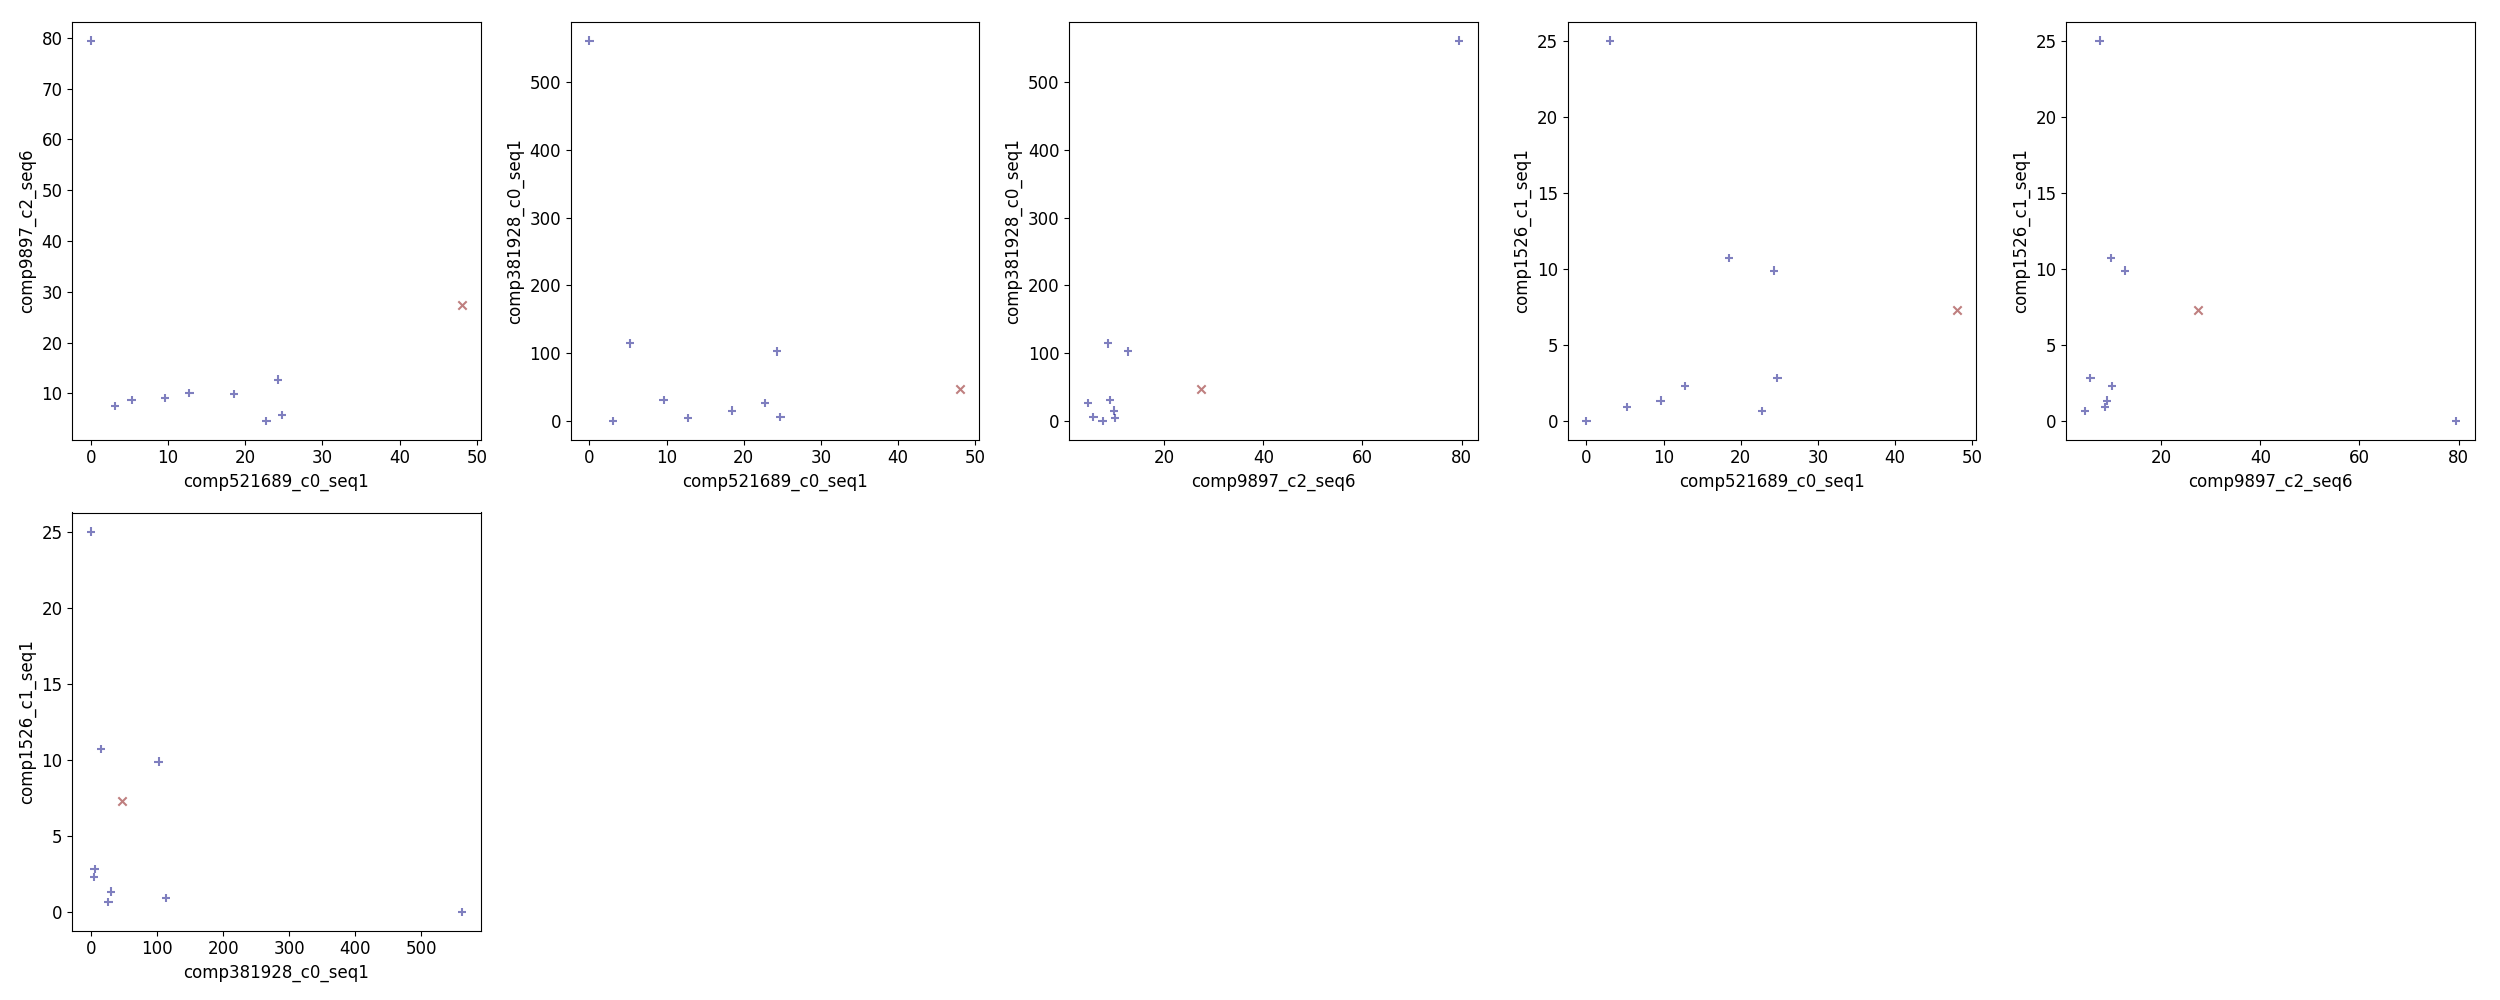 80
70
60
50
40
30
20
10
comp9897_c2_seq6
0 10 20 30 40 50
comp521689_c0_seq1
500
400
300
200
100
0
comp381928_c0_seq1
0 10 20 30 40 50
comp521689_c0_seq1
500
400
300
200
100
0
comp381928_c0_seq1
20 40 60 80
comp9897_c2_seq6
25
20
15
10
5
0
comp1526_c1_seq1
0 10 20 30 40 50
comp521689_c0_seq1
25
20
15
10
5
0
comp1526_c1_seq1
20 40 60 80
comp9897_c2_seq6
25
20
15
10
5
0
comp1526_c1_seq1
0 100 200 300 400 500
comp381928_c0_seq1